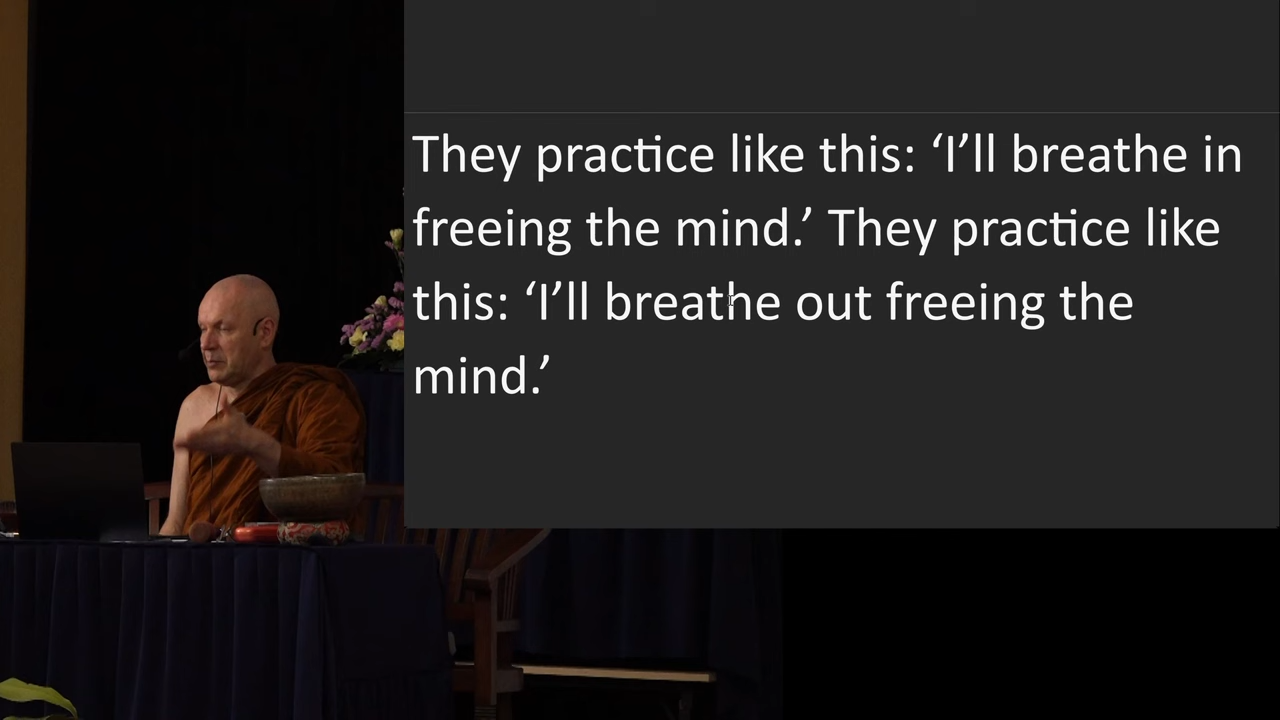 They practice like this: ‘I’ll breathe in
freeing the mind.’ They practice like
this: ‘I’ll breathe out freeing the
mind.’